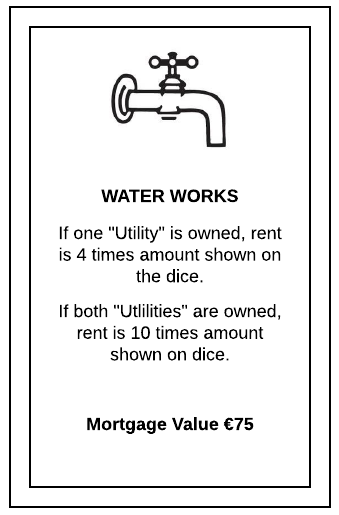 WATER WORKS
If one "Utility" is owned, rent
is 4 times amount shown on
the dice.
If both "Utlilities" are owned,
rent is 10 times amount
shown on dice.
Mortgage Value €75